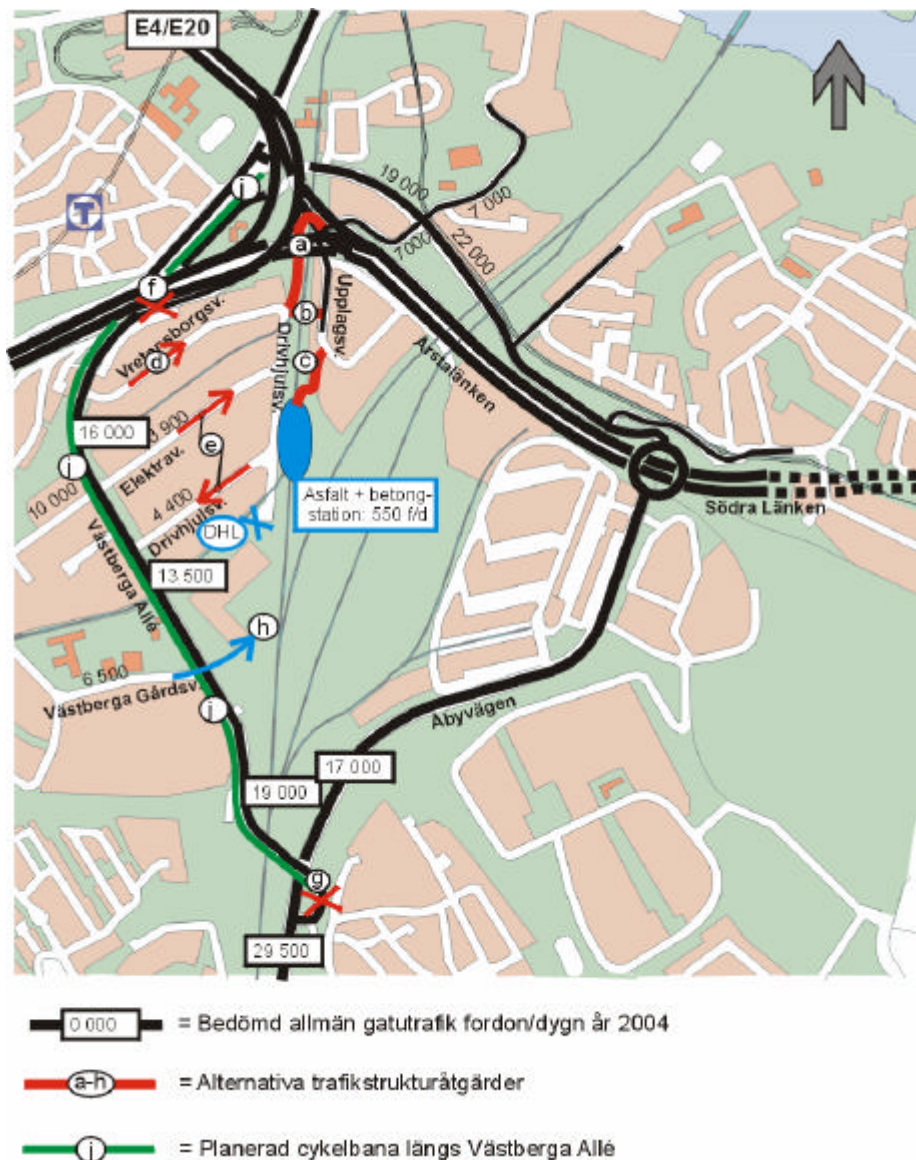 E4/E20
T
j
19 000
7 000
7000
22 000
a
f
Upplagsv.
b
Vretensborgsv.
d
Drivhjulsv.
c
Årstalänken
16 000
e
j
Elektrav.
10 000
4 400
Drivhjulsv.
DHL
Asfalt + betong-
station: 550 f/d
Södra Länken
Västberga Allé
13 500
h
6 500
Västberga Gårdsv.
j
Åbyvägen
17 000
19 000
g
29 500
0 000 = Bedömd allmän gatutrafik fordon/dygn år 2004
a-h = Alternativa trafikstrukturåtgärder
j = Planerad cykelbana längs Västberga Allé